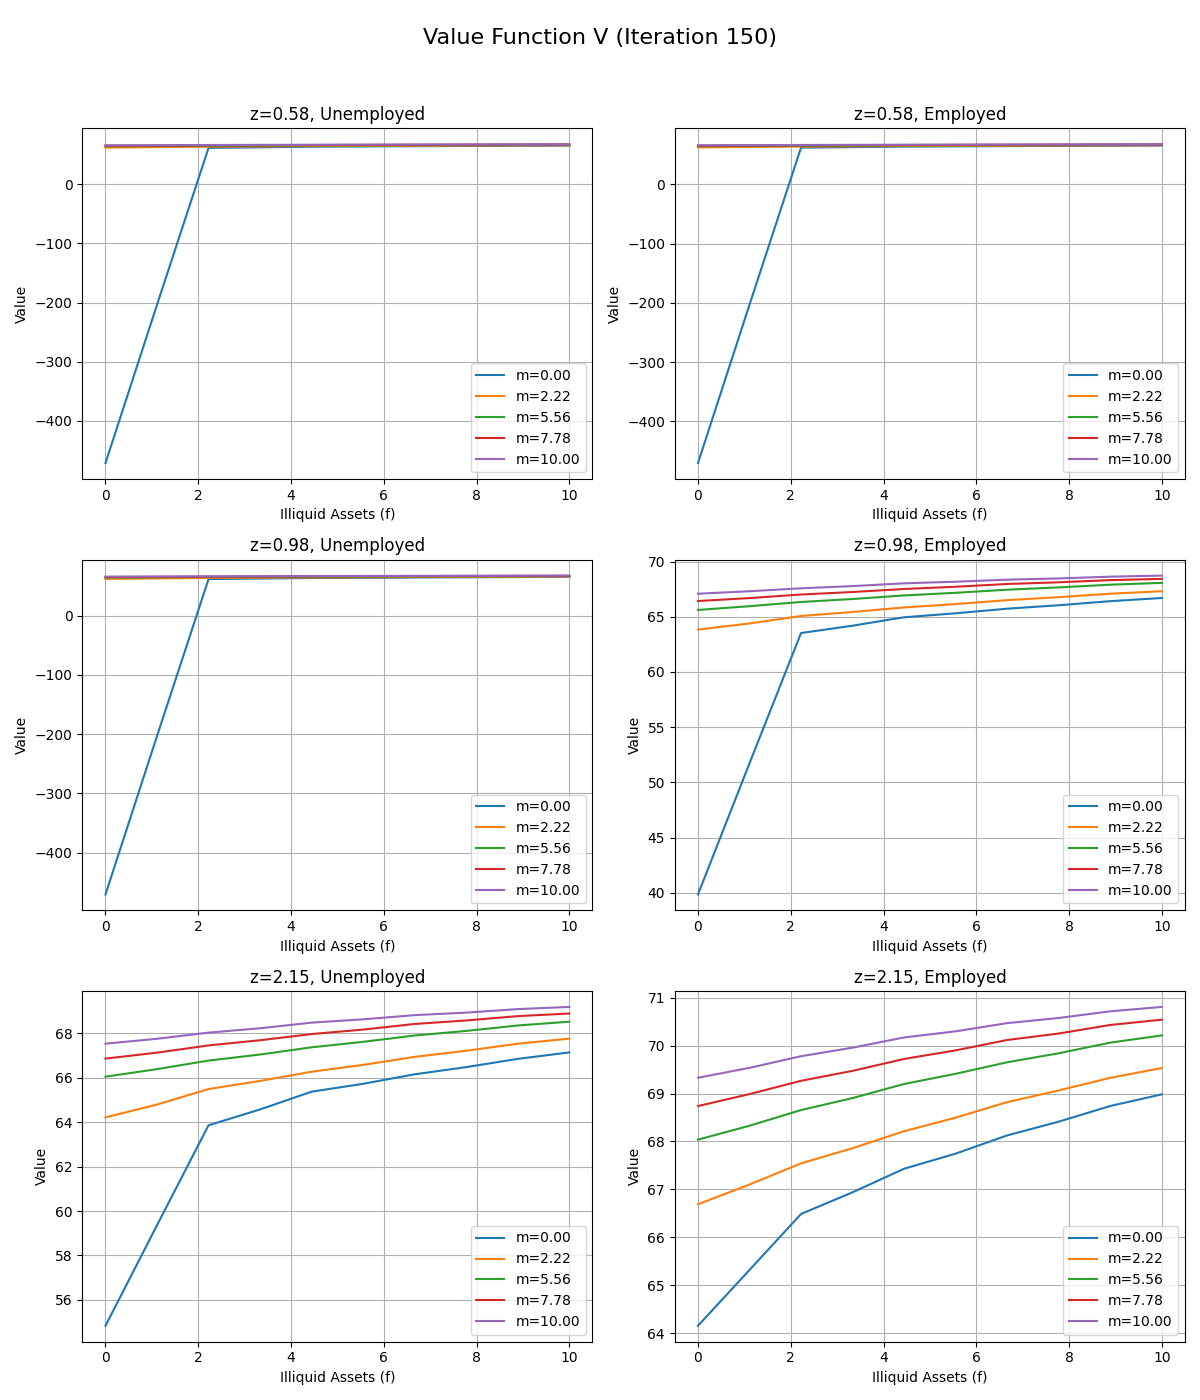 Value Function V (Iteration 150)
z=0.58, Unemployed
0
−100
−200
−300
−400
Value
0 2 4 6 8 10
Illiquid Assets (f)
m=0.00
m=2.22
m=5.56
m=7.78
m=10.00
z=0.58, Employed
0
−100
−200
−300
−400
Value
0 2 4 6 8 10
Illiquid Assets (f)
m=0.00
m=2.22
m=5.56
m=7.78
m=10.00
z=0.98, Unemployed
0
−100
−200
−300
−400
Value
0 2 4 6 8 10
Illiquid Assets (f)
m=0.00
m=2.22
m=5.56
m=7.78
m=10.00
z=0.98, Employed
70
65
60
55
50
45
40
Value
0 2 4 6 8 10
Illiquid Assets (f)
m=0.00
m=2.22
m=5.56
m=7.78
m=10.00
z=2.15, Unemployed
68
66
64
62
60
58
56
Value
0 2 4 6 8 10
Illiquid Assets (f)
m=0.00
m=2.22
m=5.56
m=7.78
m=10.00
z=2.15, Employed
71
70
69
68
67
66
65
64
Value
0 2 4 6 8 10
Illiquid Assets (f)
m=0.00
m=2.22
m=5.56
m=7.78
m=10.00